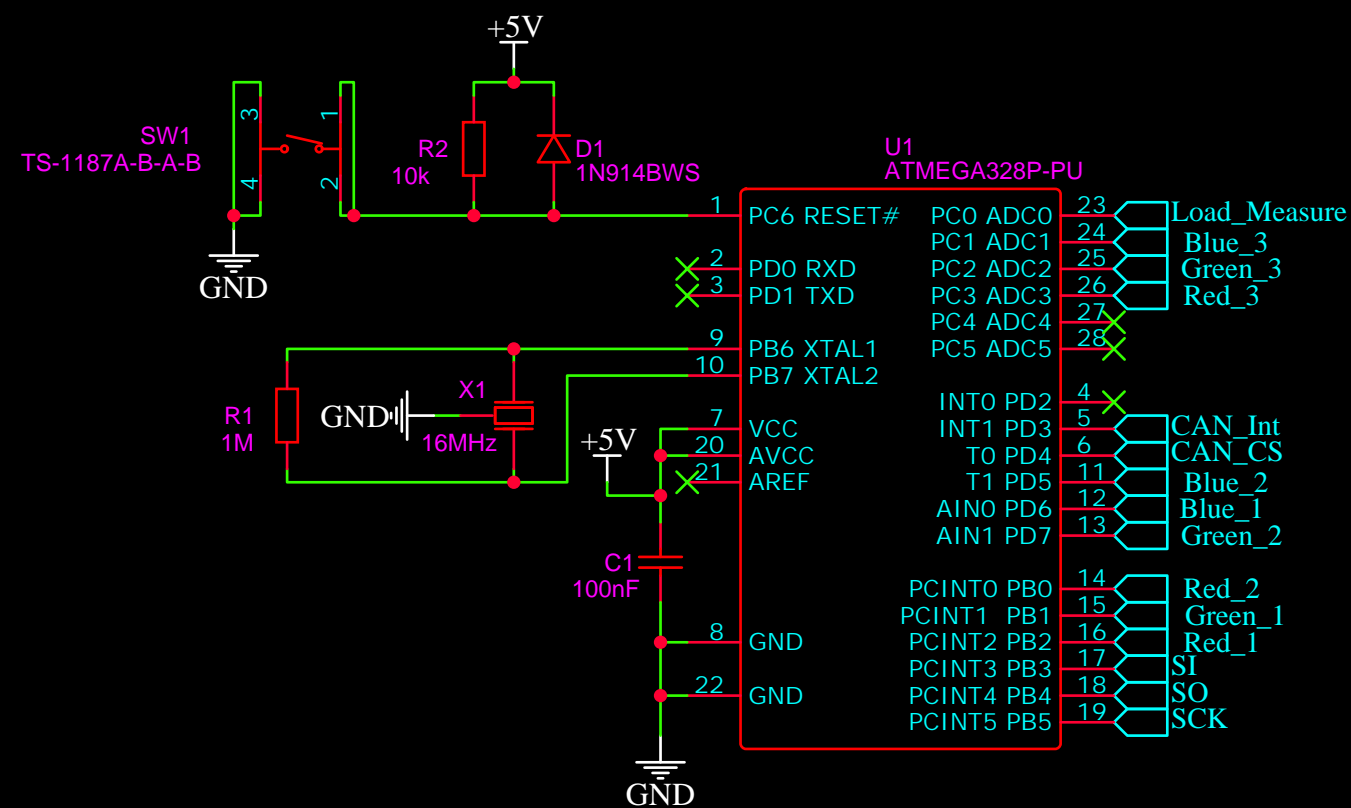 +5V
SW1
TS-1187A-B-A-B
3
4
1
2
R2
10k
D1
1N914BWS
GND
U1
ATMEGA328P-PU
1 PC6 RESET#
2 PD0 RXD
3 PD1 TXD
9 PB6 XTAL1
10 PB7 XTAL2
7 VCC
20 AVCC
21 AREF
8 GND
22 GND
PC0 ADC0 23 Load_Measure
PC1 ADC1 24 Blue_3
PC2 ADC2 25 Green_3
PC3 ADC3 26 Red_3
PC4 ADC4 27
PC5 ADC5 28
INT0 PD2 4
INT1 PD3 5 CAN_Int
T0 PD4 6 CAN_CS
T1 PD5 11 Blue_2
AIN0 PD6 12 Blue_1
AIN1 PD7 13 Green_2
PCINT0 PB0 14 Red_2
PCINT1 PB1 15 Green_1
PCINT2 PB2 16 Red_1
PCINT3 PB3 17 SI
PCINT4 PB4 18 SO
PCINT5 PB5 19 SCK
R1
1M
GND
X1
16MHz
+5V
C1
100nF
GND